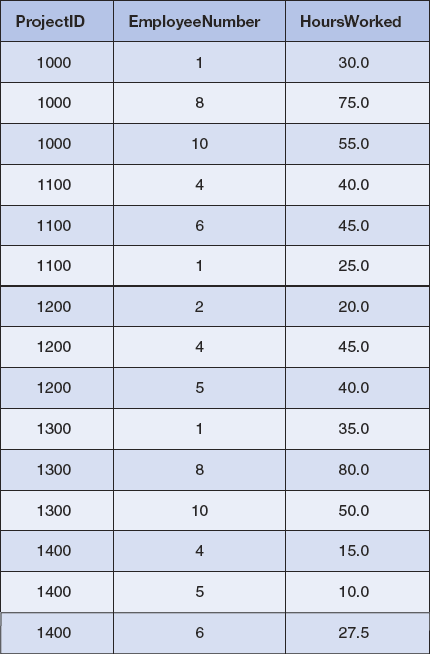 ProjectID EmployeeNumber HoursWorked
1000 1 30.0
1000 8 75.0
1000 10 55.0
1100 4 40.0
1100 6 45.0
1100 1 25.0
1200 2 20.0
1200 4 45.0
1200 5 40.0
1300 1 35.0
1300 8 80.0
1300 10 50.0
1400 4 15.0
1400 5 10.0
1400 6 27.5